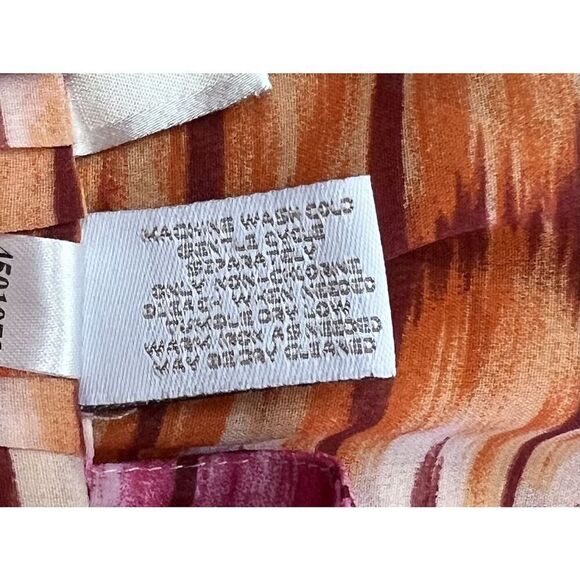 MACHINE WASH COLD
GENTLE CYCLE
SEPARATELY
ONLY NON-CHLORINE
BLEACH WHEN NEEDED
TUMBLE DRY LOW
WARM IRON IF NEEDED
MAY BE DRY CLEANED